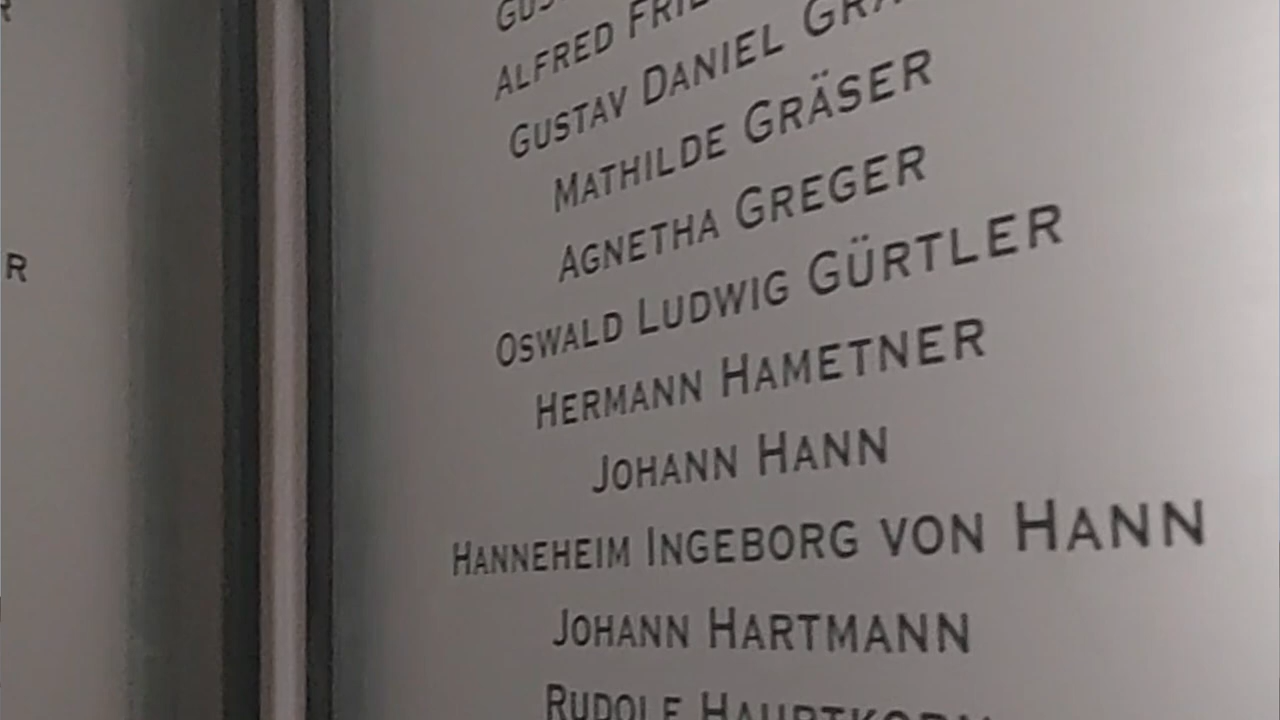 ALFRED
GUSTAV DANIEL
MATHILDE GRÄSER
AGNETHA GREGER
OSWALD LUDWIG GÜRTLER
HERMANN HAMETNER
JOHANN HANN
HANNEHEIM INGEBORG VON HANN
JOHANN HARTMANN
RUDOLF